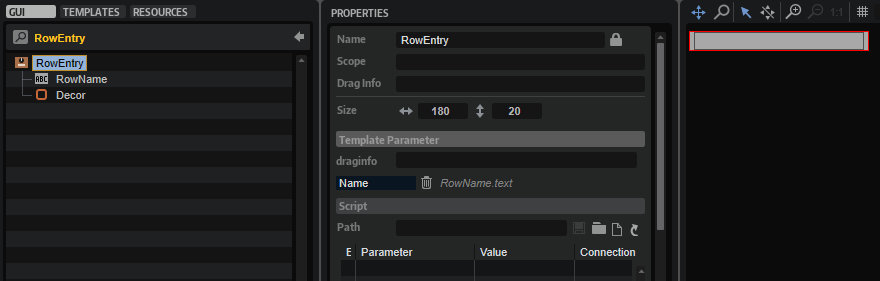 GUI TEMPLATES RESOURCES
RowEntry
RowEntry
RowName
Decor
PROPERTIES
Name RowEntry
Scope
Drag Info
Size 180 20
Template Parameter
draginfo
Name RowName.text
Script
Path
E Parameter Value Connection
ABC
1:1